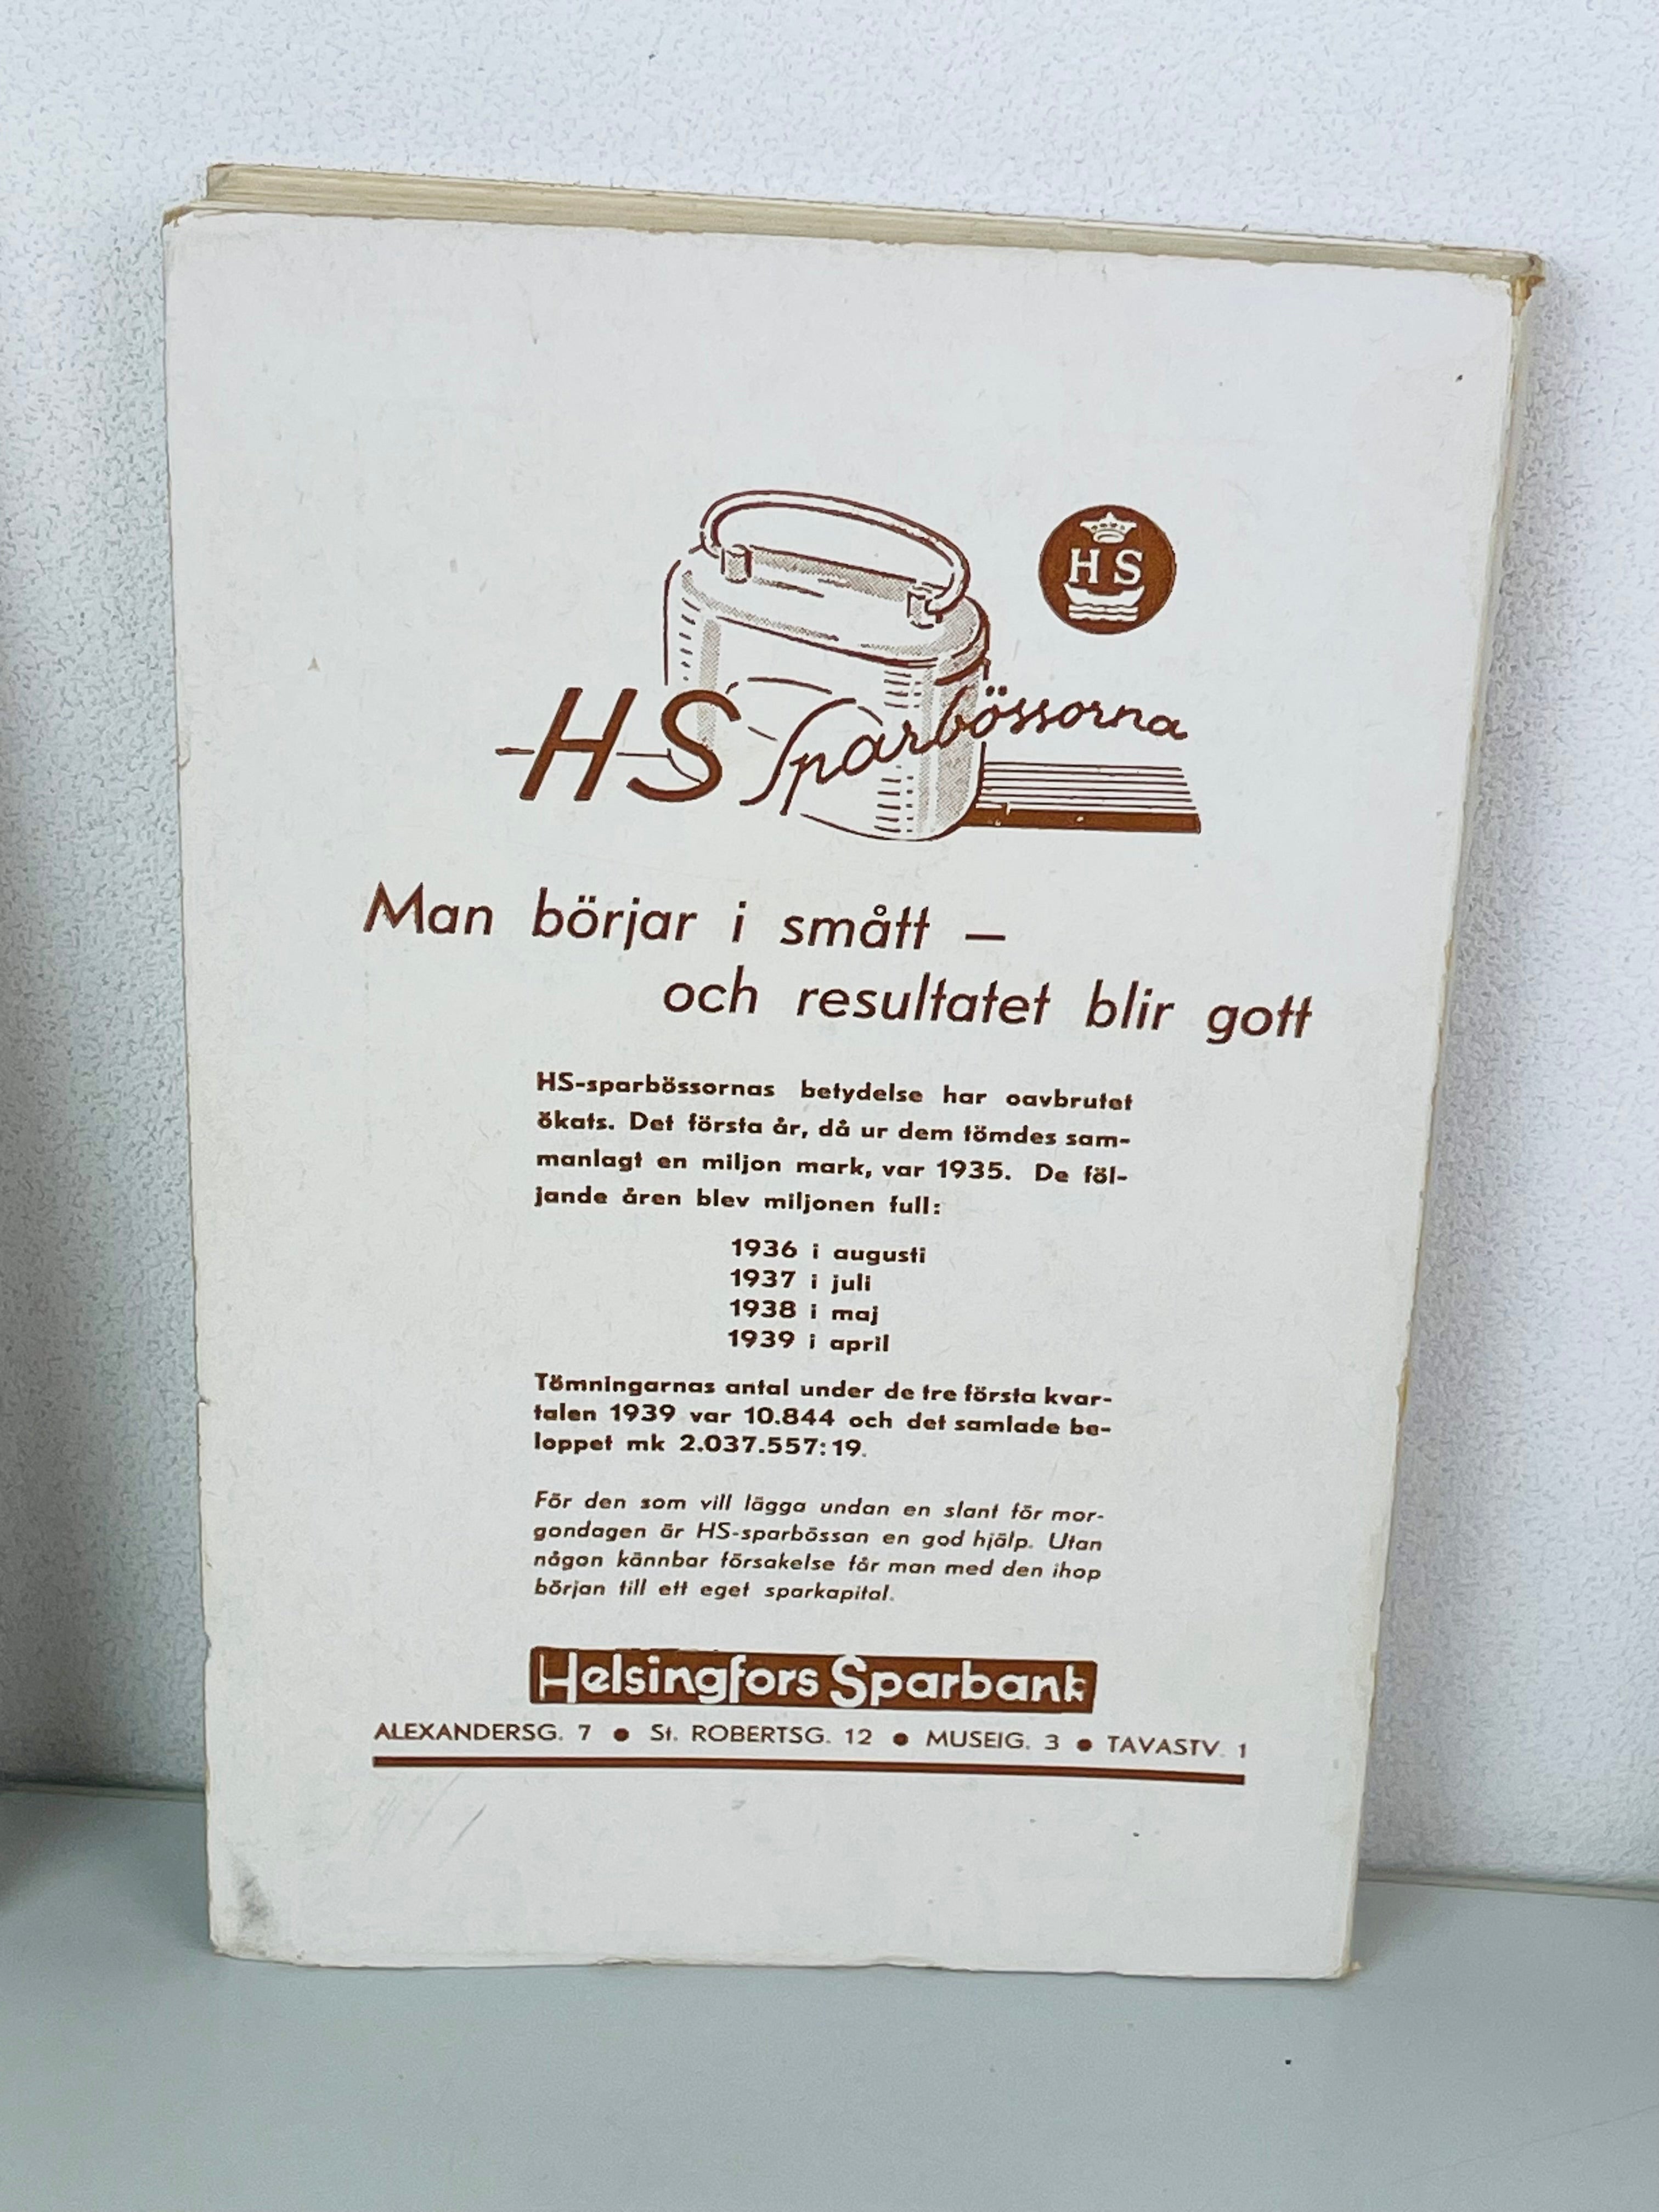 HS
HS Sparbössorna
Man börjar i smått —
och resultatet blir gott
HS-sparbössornas betydelse har oavbrutet
ökats. Det första år, då ur dem tömdes sam-
manlagt en miljon mark, var 1935. De föl-
jande åren blev miljonen full:
1936 i augusti
1937 i juli
1938 i maj
1939 i april
Tömningarnas antal under de tre första kvar-
talen 1939 var 10.844 och det samlade be-
loppet mk 2.037.557:19.
För den som vill lägga undan en slant för mor-
gondagen är HS-sparbössan en god hjälp. Utan
någon kännbar försakelse får man med den ihop
början till ett eget sparkapital.
Helsingfors Sparbank
ALEXANDERSG. 7 ● St. ROBERTSG. 12 ● MUSEIG. 3 ● TAVASTV. 1